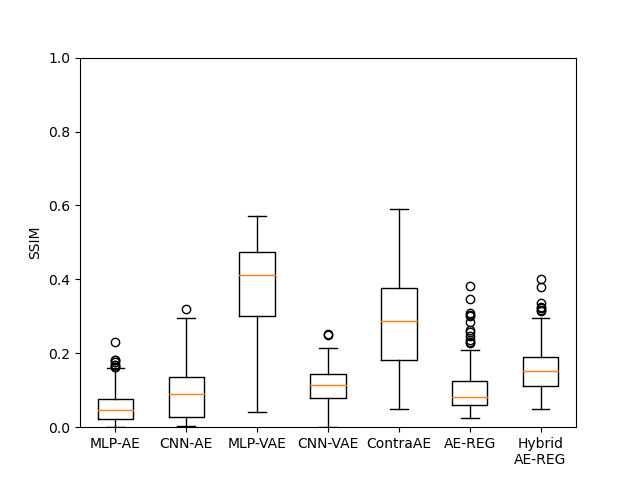 1.0
0.8
0.6
0.4
0.2
0.0
SSIM
MLP-AE
CNN-AE
MLP-VAE
CNN-VAE
ContraAE
AE-REG
Hybrid
AE-REG